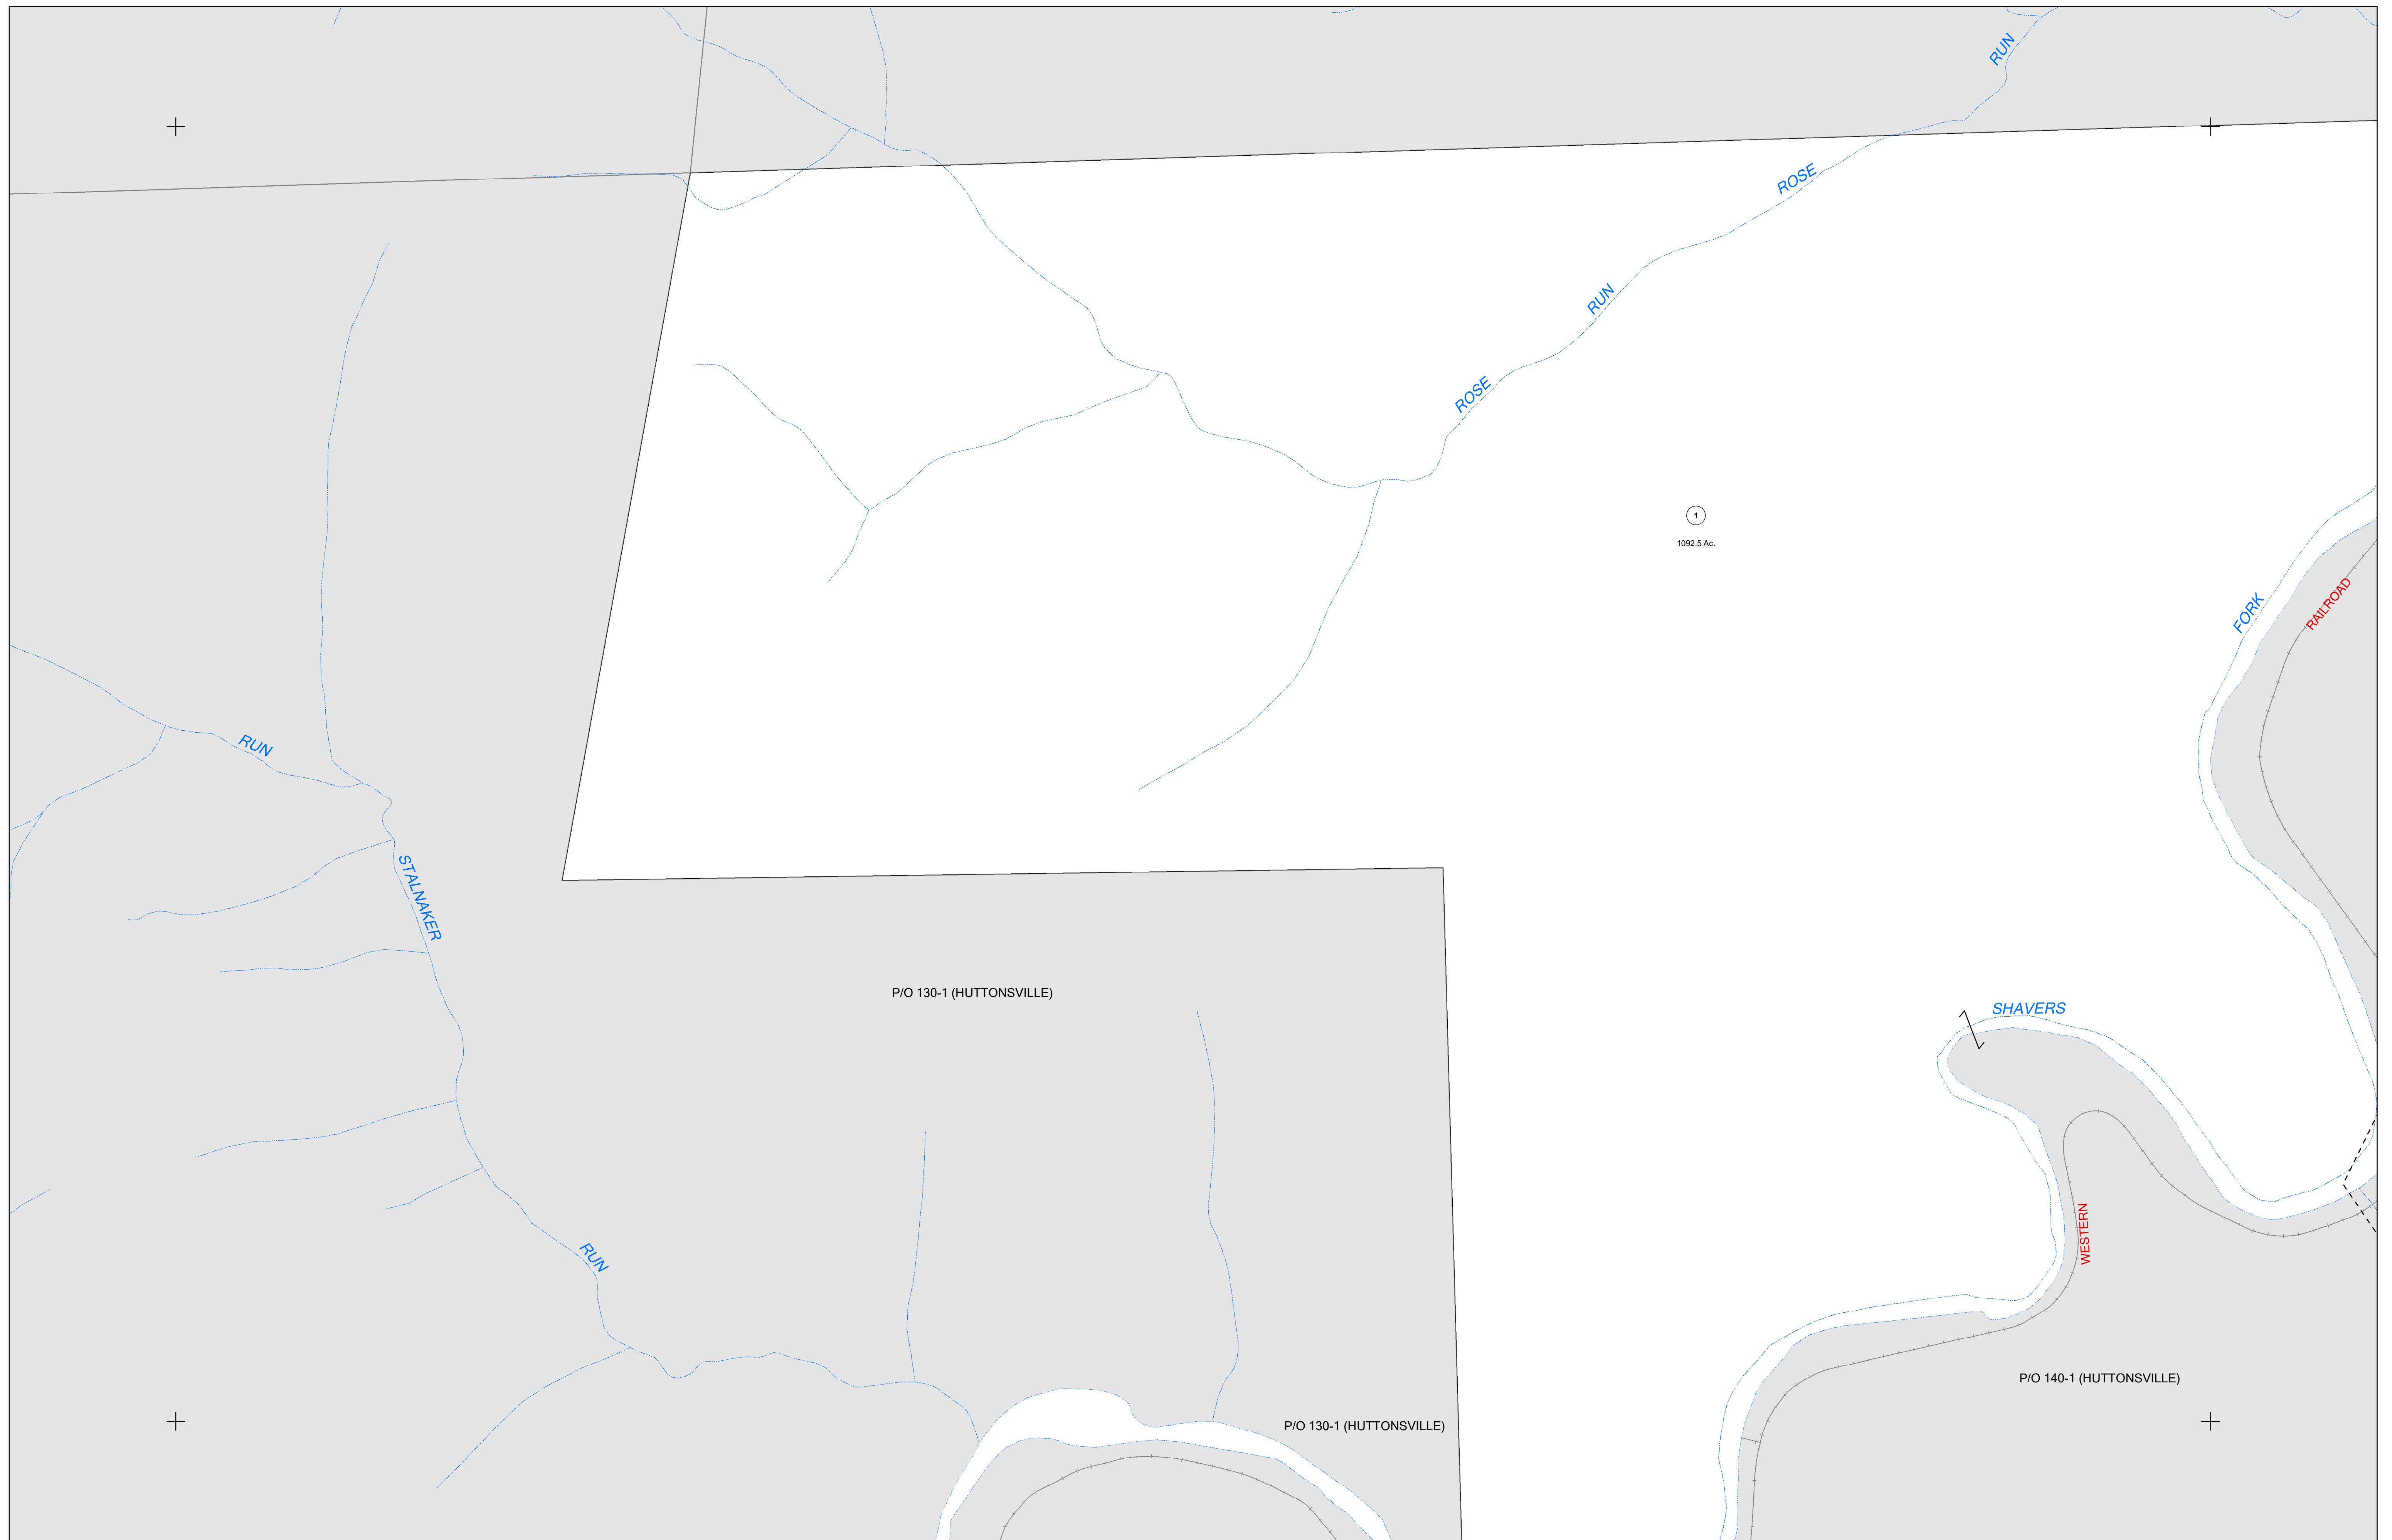 RUN
ROSE
RUN
ROSE
1
1092.5 Ac.
FORK
RAILROAD
RUN
STALNAKER
P/O 130-1 (HUTTONSVILLE)
SHAVERS
WESTERN
RUN
P/O 140-1 (HUTTONSVILLE)
P/O 130-1 (HUTTONSVILLE)